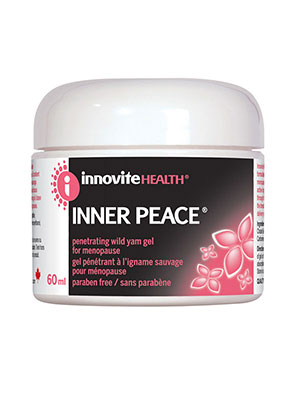 i innoviteHEALTH®
INNER PEACE®
penetrating wild yam gel
for menopause
gel pénétrant à l'igname sauvage
pour ménopause
60 ml
paraben free / sans parabène